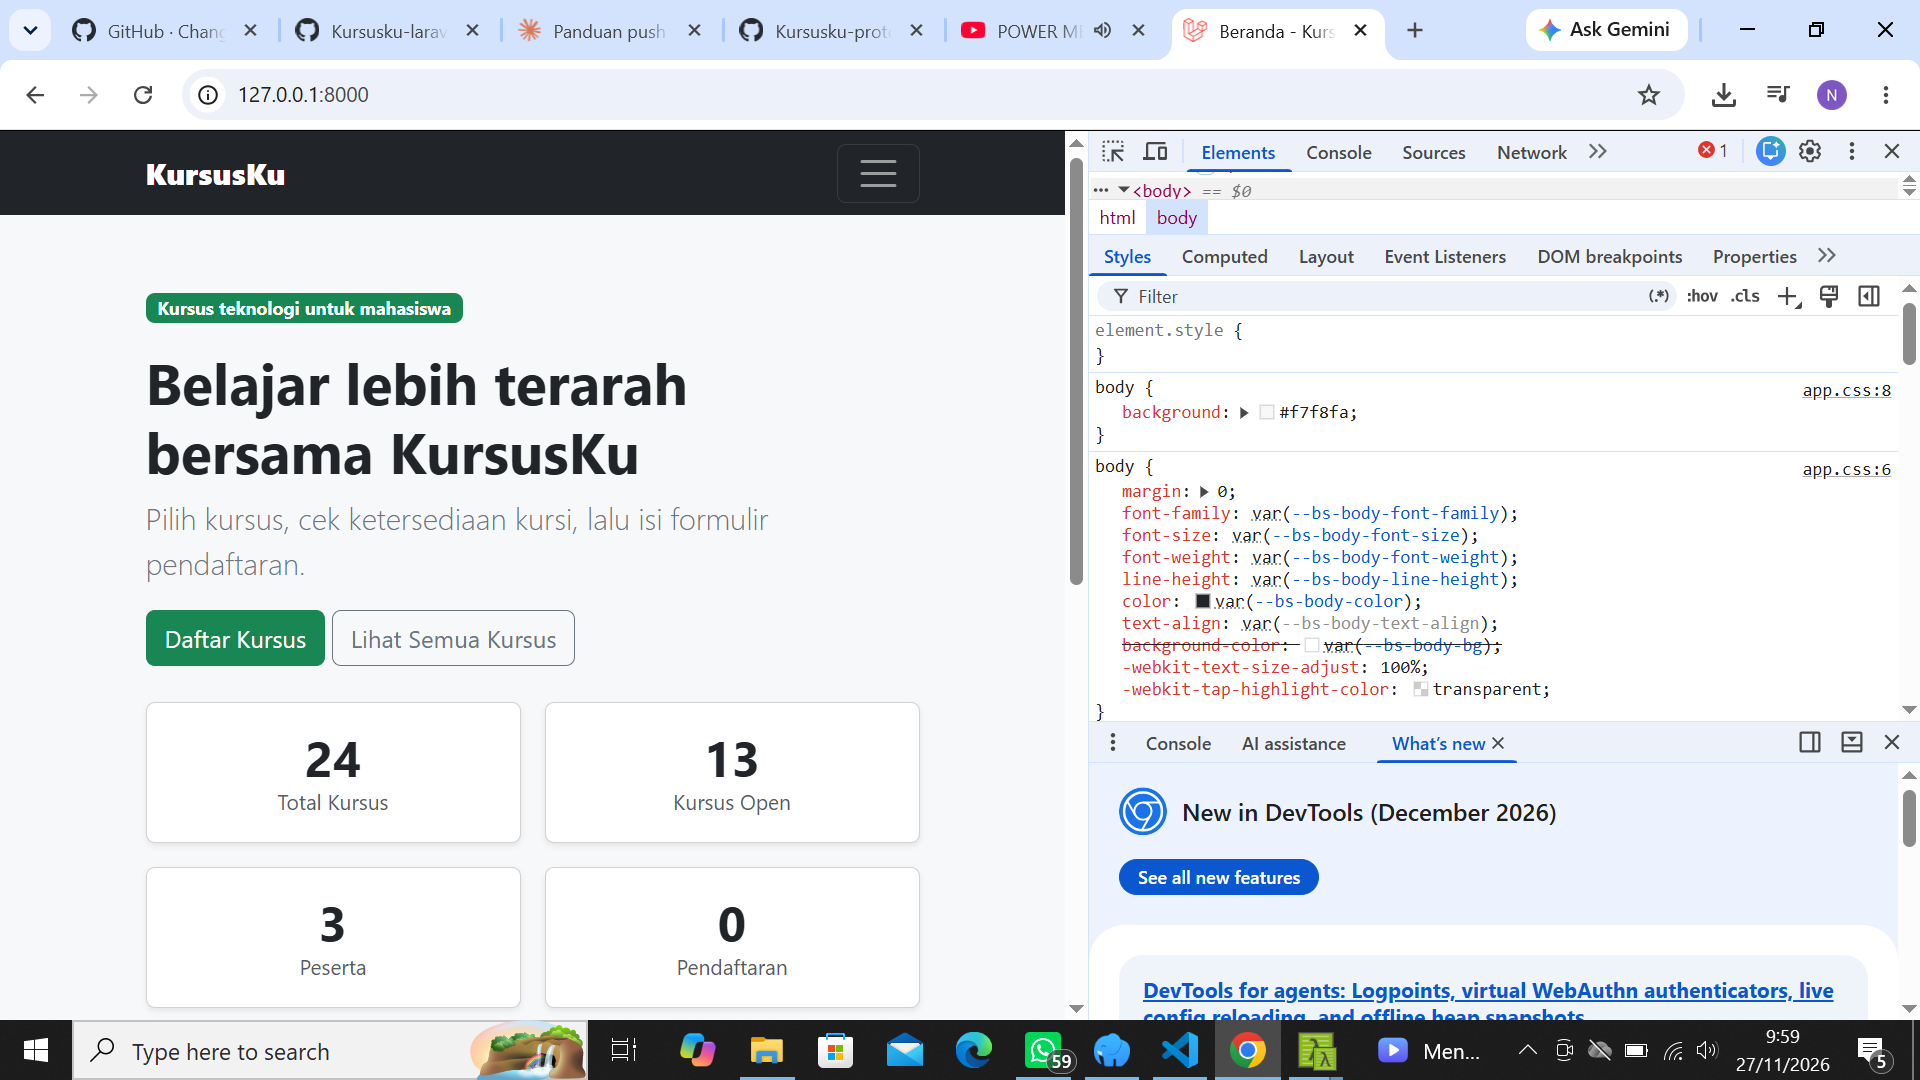 GitHub · Chang
Kursusku-larav
Panduan push
Kursusku-prot
POWER ME
Beranda - Kurs
Ask Gemini
127.0.0.1:8000
N
KursusKu
Kursus teknologi untuk mahasiswa
Belajar lebih terarah
bersama KursusKu
Pilih kursus, cek ketersediaan kursi, lalu isi formulir
pendaftaran.
Daftar Kursus
Lihat Semua Kursus
24
Total Kursus
13
Kursus Open
3
Peserta
0
Pendaftaran
Elements
Console
Sources
Network
1
<body> == $0
html
body
Styles
Computed
Layout
Event Listeners
DOM breakpoints
Properties
Filter
(.*)
:hov
.cls
element.style {
}
body {
app.css:8
background: #f7f8fa;
}
body {
app.css:6
margin: 0;
font-family: var(--bs-body-font-family);
font-size: var(--bs-body-font-size);
font-weight: var(--bs-body-font-weight);
line-height: var(--bs-body-line-height);
color: var(--bs-body-color);
text-align: var(--bs-body-text-align);
background-color: var(--bs-body-bg);
-webkit-text-size-adjust: 100%;
-webkit-tap-highlight-color: transparent;
}
Console
AI assistance
What's new
New in DevTools (December 2026)
See all new features
DevTools for agents: Logpoints, virtual WebAuthn authenticators, live
config reloading, and offline heap snapshots
Type here to search
59
Men...
9:59
27/11/2026
5